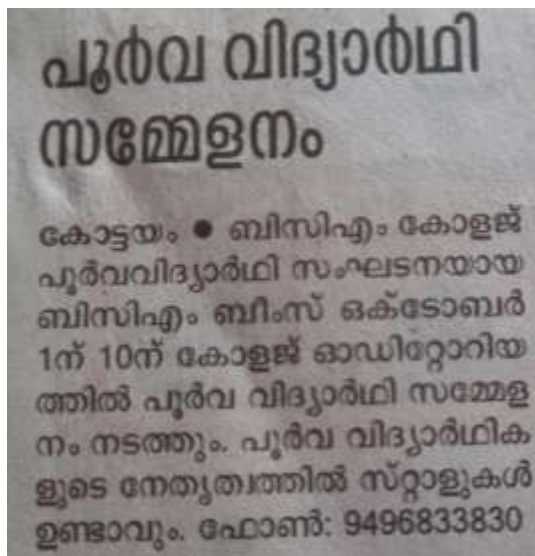 പൂർവ വിദ്യാർഥി
സമ്മേളനം
കോട്ടയം ● ബിസിഎം കോളജ്
പൂർവവിദ്യാർഥി സംഘടനയായ
ബിസിഎം ബീംസ് ഒക്ടോബർ
1ന് 10ന് കോളജ് ഓഡിറ്റോറിയ
ത്തിൽ പൂർവ വിദ്യാർഥി സമ്മേള
നം നടത്തും. പൂർവ വിദ്യാർഥിക
ളുടെ നേതൃത്വത്തിൽ സ്റ്റാളുകൾ
ഉണ്ടാവും. ഫോൺ: 9496833830